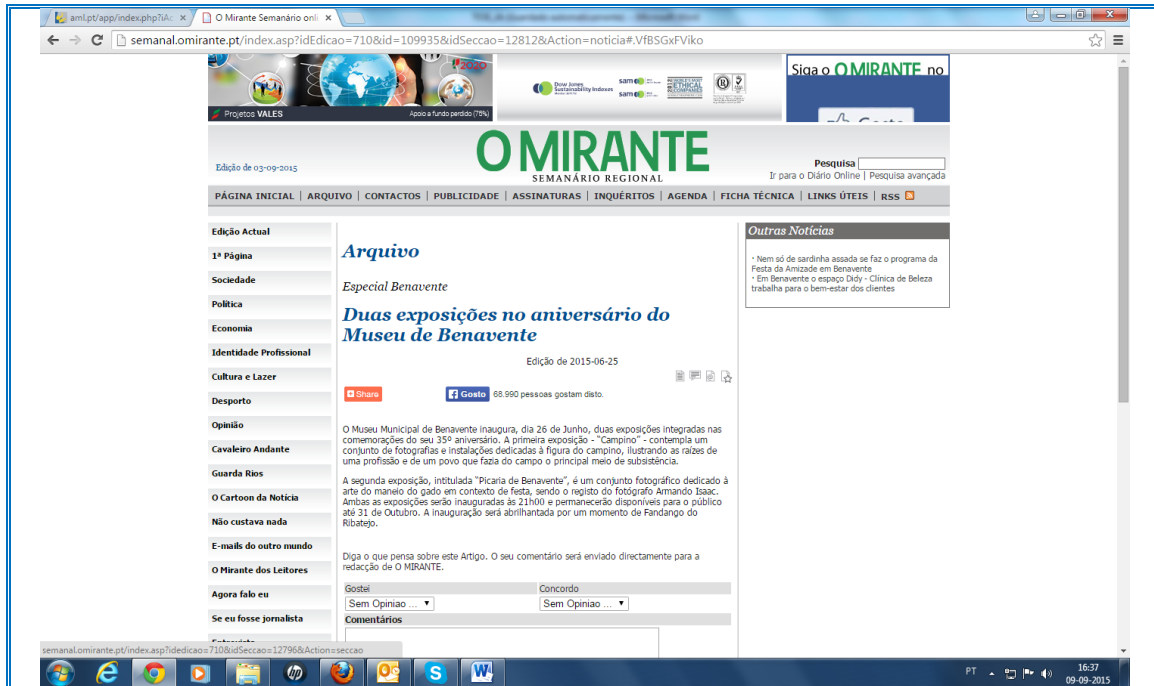 aml.pt/app/index.php?iAc
O Mirante Semanário onli
semanal.omirante.pt/index.asp?idEdicao=710&id=109935&idSeccao=12812&Action=noticia#.VfBSGxFViko
2020
Projetos VALES
Apoio a fundo perdido (75%)
Dow Jones
Sustainability Indexes
sam
sam
ETHICAL
Siga o O MIRANTE no
Gosto
Edição de 03-09-2015
O MIRANTE
SEMANÁRIO REGIONAL
Pesquisa
Ir para o Diário Online | Pesquisa avançada
PÁGINA INICIAL | ARQUIVO | CONTACTOS | PUBLICIDADE | ASSINATURAS | INQUÉRITOS | AGENDA | FICHA TÉCNICA | LINKS ÚTEIS | RSS
Edição Actual
1ª Página
Sociedade
Política
Economia
Identidade Profissional
Cultura e Lazer
Desporto
Opinião
Cavaleiro Andante
Guarda Rios
O Cartoon da Notícia
Não custava nada
E-mails do outro mundo
O Mirante dos Leitores
Agora falo eu
Se eu fosse jornalista
Entrevista
Arquivo
Especial Benavente
Duas exposições no aniversário do
Museu de Benavente
Edição de 2015-06-25
Share
Gosto 68.990 pessoas gostam disto.
O Museu Municipal de Benavente inaugura, dia 26 de Junho, duas exposições integradas nas
comemorações do seu 35º aniversário. A primeira exposição - "Campino" - contempla um
conjunto de fotografias e instalações dedicadas à figura do campino, ilustrando as raízes de
uma profissão e de um povo que fazia do campo o principal meio de subsistência.
A segunda exposição, intitulada "Picaria de Benavente", é um conjunto fotográfico dedicado à
arte do maneio do gado em contexto de festa, sendo o registo do fotógrafo Armando Isaac.
Ambas as exposições serão inauguradas às 21h00 e permanecerão disponíveis para o público
até 31 de Outubro. A inauguração será abrilhantada por um momento de Fandango do
Ribatejo.
Diga o que pensa sobre este Artigo. O seu comentário será enviado directamente para a
redacção de O MIRANTE.
Gostei
Concordo
Sem Opiniao ...
Sem Opiniao ...
Comentários
Outras Notícias
· Nem só de sardinha assada se faz o programa da
Festa da Amizade em Benavente
· Em Benavente o espaço Didy - Clínica de Beleza
trabalha para o bem-estar dos clientes
semanal.omirante.pt/index.asp?idedicao=710&idSeccao=12796&Action=seccao
PT
16:37
09-09-2015